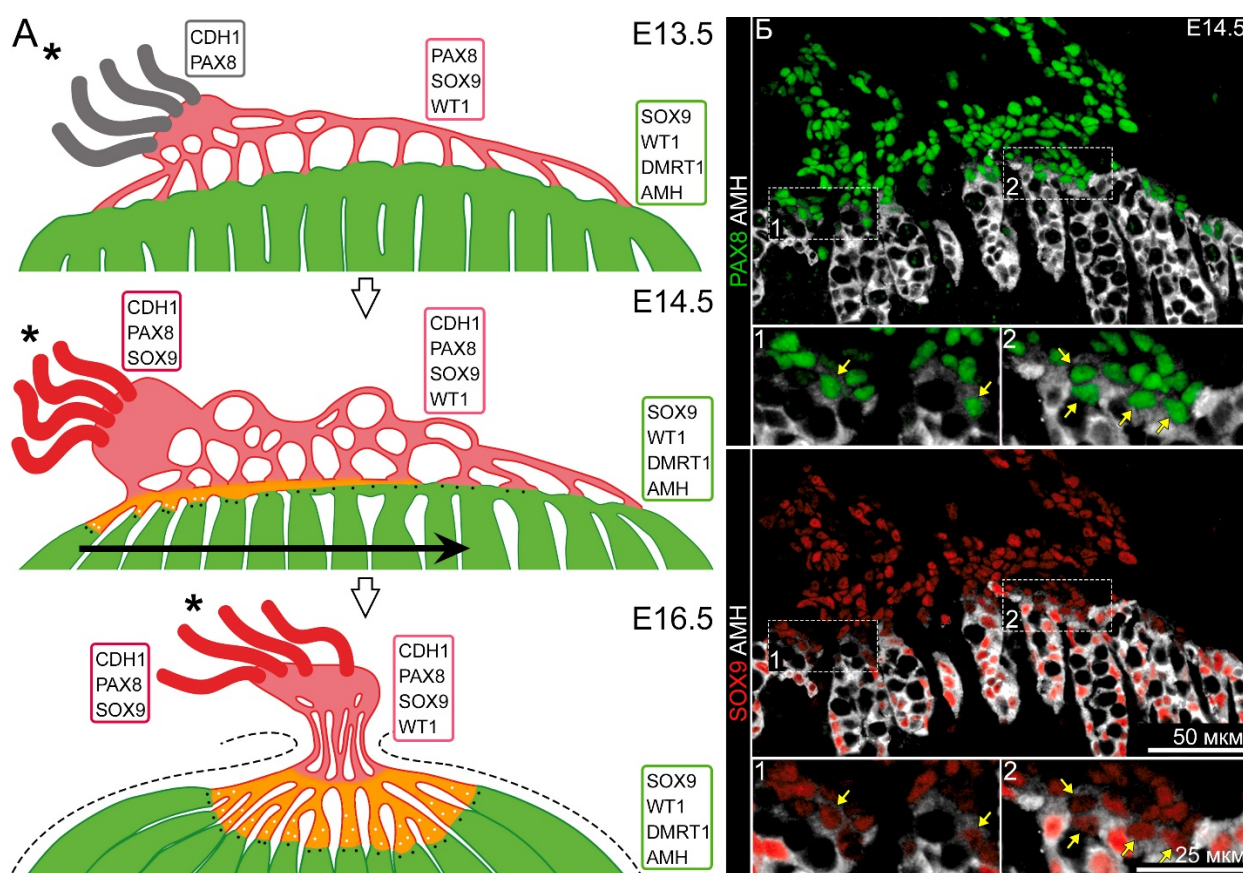 А
*
CDH1
PAX8
PAX8
SOX9
WT1
E13.5
SOX9
WT1
DMRT1
AMH
*
CDH1
PAX8
SOX9
CDH1
PAX8
SOX9
WT1
E14.5
SOX9
WT1
DMRT1
AMH
*
CDH1
PAX8
SOX9
CDH1
PAX8
SOX9
WT1
E16.5
SOX9
WT1
DMRT1
AMH
Б
E14.5
PAX8 AMH
1
2
1
2
SOX9 AMH
1
2
50 мкм
1
2
25 мкм